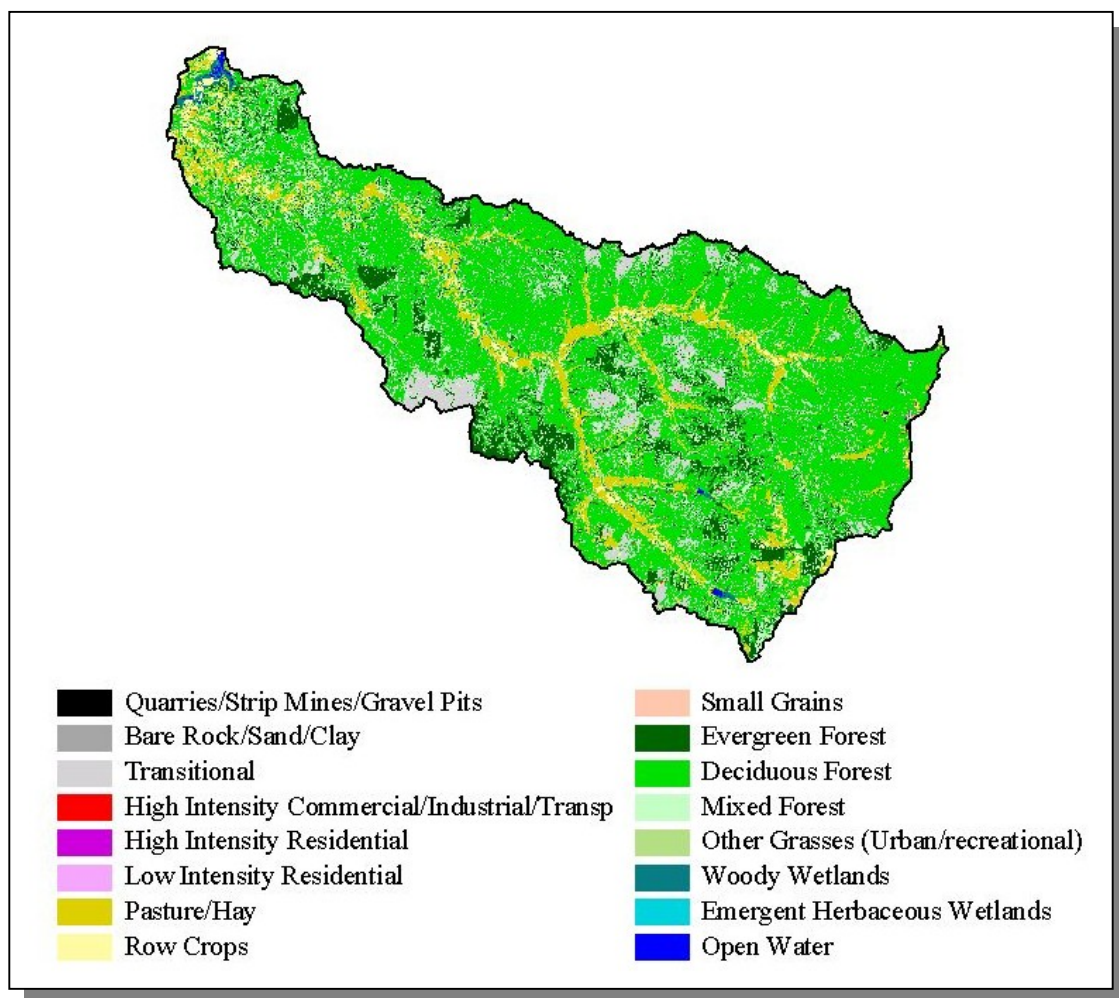 Quarries/Strip Mines/Gravel Pits
Bare Rock/Sand/Clay
Transitional
High Intensity Commercial/Industrial/Transp
High Intensity Residential
Low Intensity Residential
Pasture/Hay
Row Crops
Small Grains
Evergreen Forest
Deciduous Forest
Mixed Forest
Other Grasses (Urban/recreational)
Woody Wetlands
Emergent Herbaceous Wetlands
Open Water